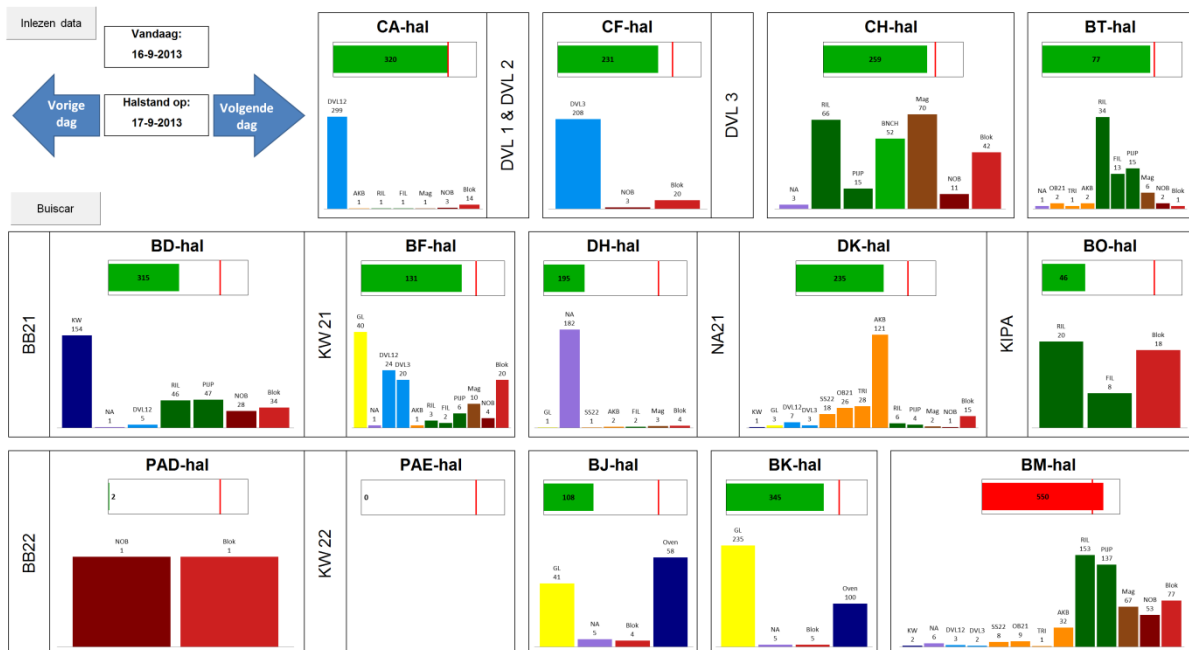 Inlezen data
Vandaag:
16-9-2013
Vorige dag
Halstand op:
17-9-2013
Volgende dag
Buiscar
CA-hal
320
DVL12 299
AKB 1
RIL 1
FIL 1
Mag 1
NOB 3
Blok 14
DVL 1 & DVL 2
CF-hal
231
DVL3 208
NOB 3
Blok 20
DVL 3
CH-hal
259
NA 3
RIL 66
PIJP 15
BNCH 52
Mag 70
NOB 11
Blok 42
BT-hal
77
NA 1
OB21 2
TRI 1
AKB 2
RIL 34
FIL 13
PIJP 15
Mag 6
NOB 2
Blok 1
BB21
BD-hal
315
KW 154
NA 1
DVL12 5
RIL 46
PIJP 47
NOB 28
Blok 34
KW 21
BF-hal
131
GL 40
NA 1
DVL12 24
DVL3 20
AKB 1
RIL 3
FIL 2
PIJP 6
Mag 10
NOB 4
Blok 20
DH-hal
195
GL 1
NA 182
SS22 1
AKB 2
FIL 2
Mag 3
Blok 4
NA21
DK-hal
235
KW 1
GL 3
DVL12 7
DVL3 3
SS22 18
OB21 26
TRI 28
AKB 121
RIL 6
PIJP 4
Mag 2
NOB 1
Blok 15
KIPA
BO-hal
46
RIL 20
FIL 8
Blok 18
BB22
PAD-hal
2
NOB 1
Blok 1
KW 22
PAE-hal
0
BJ-hal
108
GL 41
NA 5
Blok 4
Oven 58
BK-hal
345
GL 235
NA 5
Blok 5
Oven 100
BM-hal
550
KW 2
NA 6
DVL12 3
DVL3 2
SS22 8
OB21 9
TRI 1
AKB 32
RIL 153
PIJP 137
Mag 67
NOB 53
Blok 77